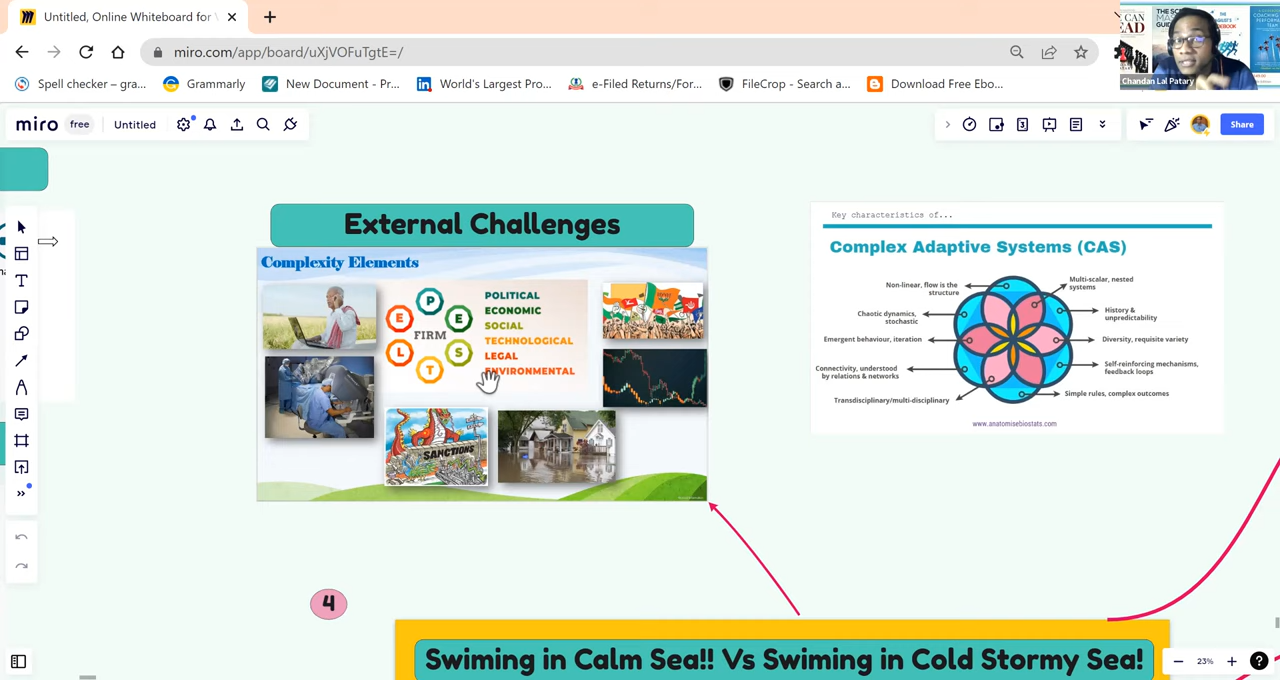 Untitled, Online Whiteboard for
miro.com/app/board/uXjVOFuTgtE=/
Spell checker – gra...
Grammarly
New Document - Pr...
World's Largest Pro...
e-Filed Returns/For...
FileCrop - Search a...
Download Free Ebo...
Chandan Lal Patary
miro
free
Untitled
3
Share
External Challenges
Complexity Elements
P
E
E
FIRM
L
S
T
POLITICAL
ECONOMIC
SOCIAL
TECHNOLOGICAL
LEGAL
ENVIRONMENTAL
SANCTIONS
Key characteristics of...
Complex Adaptive Systems (CAS)
Non-linear, flow is the
structure
Chaotic dynamics,
stochastic
Emergent behaviour, iteration
Connectivity, understood
by relations & networks
Transdisciplinary/multi-disciplinary
Multi-scalar, nested
systems
History &
unpredictability
Diversity, requisite variety
Self-reinforcing mechanisms,
feedback loops
Simple rules, complex outcomes
www.anatomisebiostats.com
4
Swiming in Calm Sea!! Vs Swiming in Cold Stormy Sea!
23%